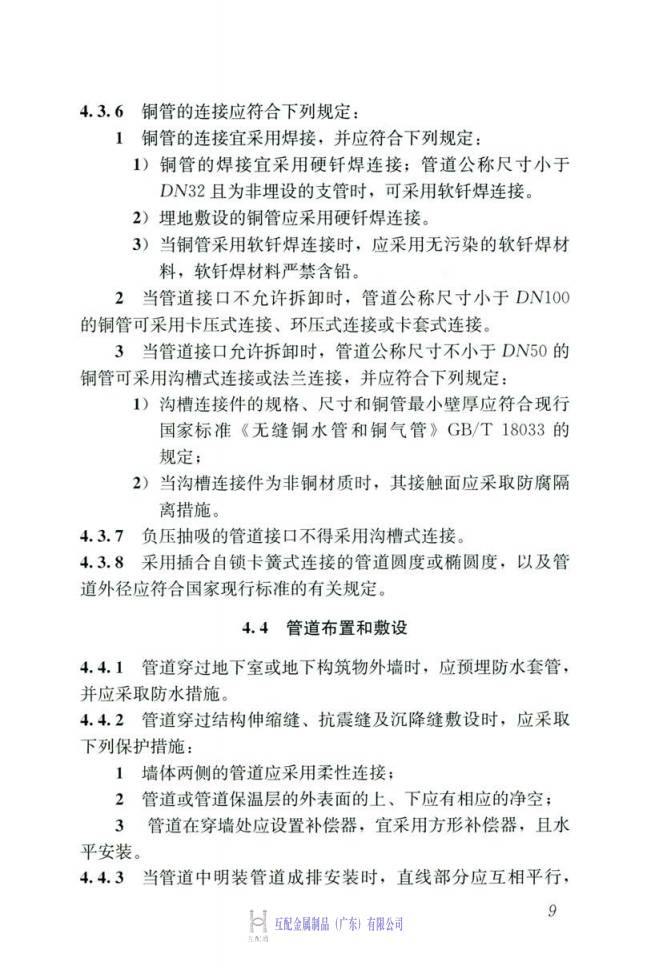 4.3.6 铜管的连接应符合下列规定：
1 铜管的连接宜采用焊接，并应符合下列规定：
1）铜管的焊接宜采用硬钎焊连接；管道公称尺寸小于
DN32 且为非埋设的支管时，可采用软钎焊连接。
2）埋地敷设的铜管应采用硬钎焊连接。
3）当铜管采用软钎焊连接时，应采用无污染的软钎焊材
料，软钎焊材料严禁含铅。
2 当管道接口不允许拆卸时，管道公称尺寸小于 DN100
的铜管可采用卡压式连接、环压式连接或卡套式连接。
3 当管道接口允许拆卸时，管道公称尺寸不小于 DN50 的
铜管可采用沟槽式连接或法兰连接，并应符合下列规定：
1）沟槽连接件的规格、尺寸和铜管最小壁厚应符合现行
国家标准《无缝铜水管和铜气管》GB/T 18033 的
规定；
2）当沟槽连接件为非铜材质时，其接触面应采取防腐隔
离措施。
4.3.7 负压抽吸的管道接口不得采用沟槽式连接。
4.3.8 采用插合自锁卡簧式连接的管道圆度或椭圆度，以及管
道外径应符合国家现行标准的有关规定。
4.4 管道布置和敷设
4.4.1 管道穿过地下室或地下构筑物外墙时，应预埋防水套管，
并应采取防水措施。
4.4.2 管道穿过结构伸缩缝、抗震缝及沉降缝敷设时，应采取
下列保护措施：
1 墙体两侧的管道应采用柔性连接；
2 管道或管道保温层的外表面的上、下应有相应的净空；
3 管道在穿墙处应设置补偿器，宜采用方形补偿器，且水
平安装。
4.4.3 当管道中明装管道成排安装时，直线部分应互相平行，
9
互配金属制品（广东）有限公司